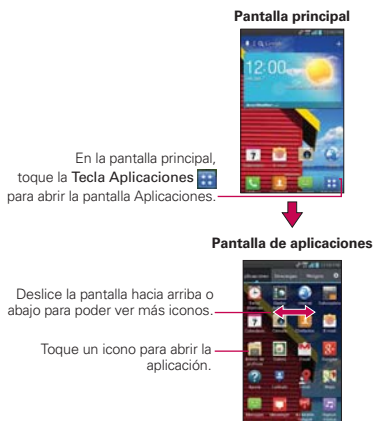 Pantalla principal
12:00
En la pantalla principal,
toque la Tecla Aplicaciones
para abrir la pantalla Aplicaciones.
Pantalla de aplicaciones
Descargas
Deslice la pantalla hacia arriba o
abajo para poder ver más iconos.
Toque un icono para abrir la
aplicación.